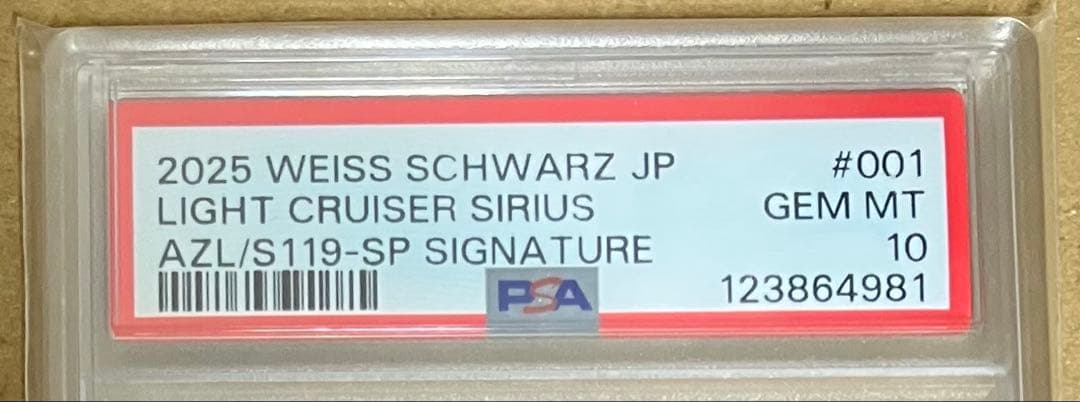 2025 WEISS SCHWARZ JP #001
LIGHT CRUISER SIRIUS GEM MT
AZL/S119-SP SIGNATURE 10
PSA 123864981